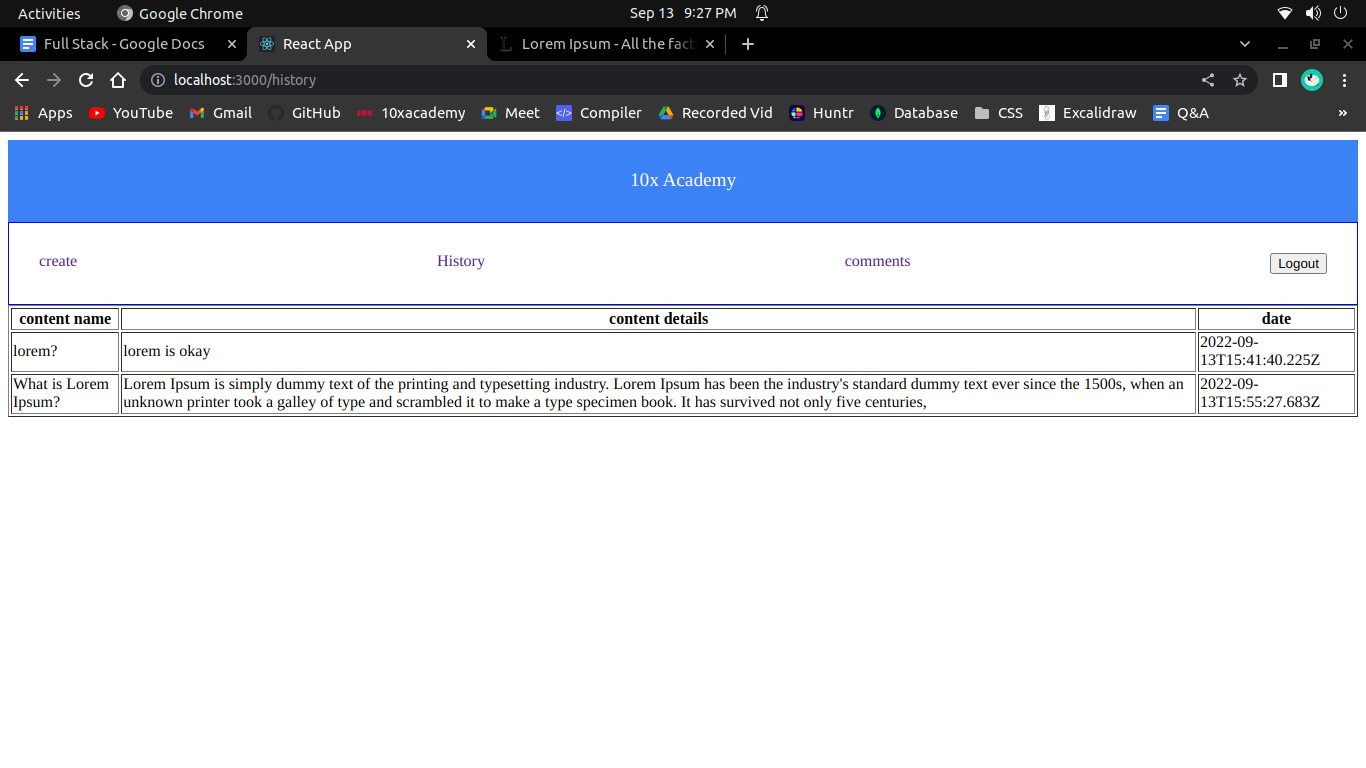 Activities Google Chrome Sep 13 9:27 PM
Full Stack - Google Docs React App Lorem Ipsum - All the fact
localhost:3000/history
Apps YouTube Gmail GitHub 10xacademy Meet Compiler Recorded Vid Huntr Database CSS Excalidraw Q&A »
10x Academy
create History comments Logout
content name content details date
lorem? lorem is okay 2022-09-
13T15:41:40.225Z
What is Lorem Lorem Ipsum is simply dummy text of the printing and typesetting industry. Lorem Ipsum has been the industry's standard dummy text ever since the 1500s, when an 2022-09-
Ipsum? unknown printer took a galley of type and scrambled it to make a type specimen book. It has survived not only five centuries, 13T15:55:27.683Z